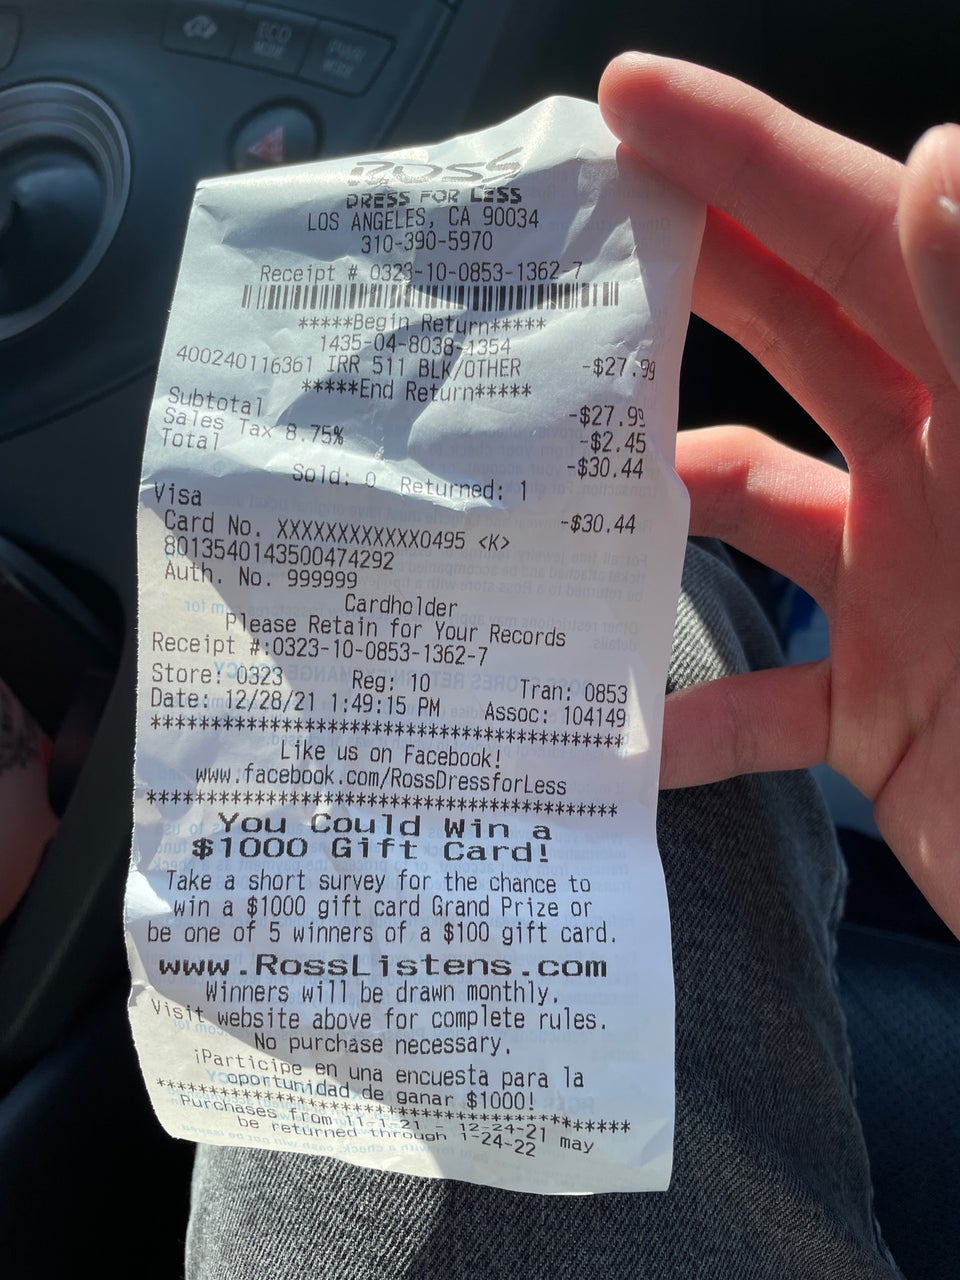 ECO
MODE
ROSS
DRESS FOR LESS
LOS ANGELES, CA 90034
310-390-5970
Receipt # 0323-10-0853-1362-7
*****Begin Return*****
1435-04-8038-1354
400240116361 IRR 511 BLK/OTHER -$27.99
*****End Return*****
Subtotal -$27.99
Sales Tax 8.75% -$2.45
Total -$30.44
Sold: 0 Returned: 1
Visa -$30.44
Card No. XXXXXXXXXXXX0495 <K>
80135401435004742​92
Auth. No. 999999
Cardholder
Please Retain for Your Records
Receipt #:0323-10-0853-1362-7
Store: 0323 Reg: 10 Tran: 0853
Date: 12/28/21 1:49:15 PM Assoc: 104149
****************************************
Like us on Facebook!
www.facebook.com/RossDressforLess
****************************************
You Could Win a
$1000 Gift Card!
Take a short survey for the chance to
win a $1000 gift card Grand Prize or
be one of 5 winners of a $100 gift card.
www.RossListens.com
Winners will be drawn monthly.
Visit website above for complete rules.
No purchase necessary.
¡Participe en una encuesta para la
oportunidad de ganar $1000!
****************************************
Purchases from 11-1-21 - 12-24-21 may
be returned through 1-24-22